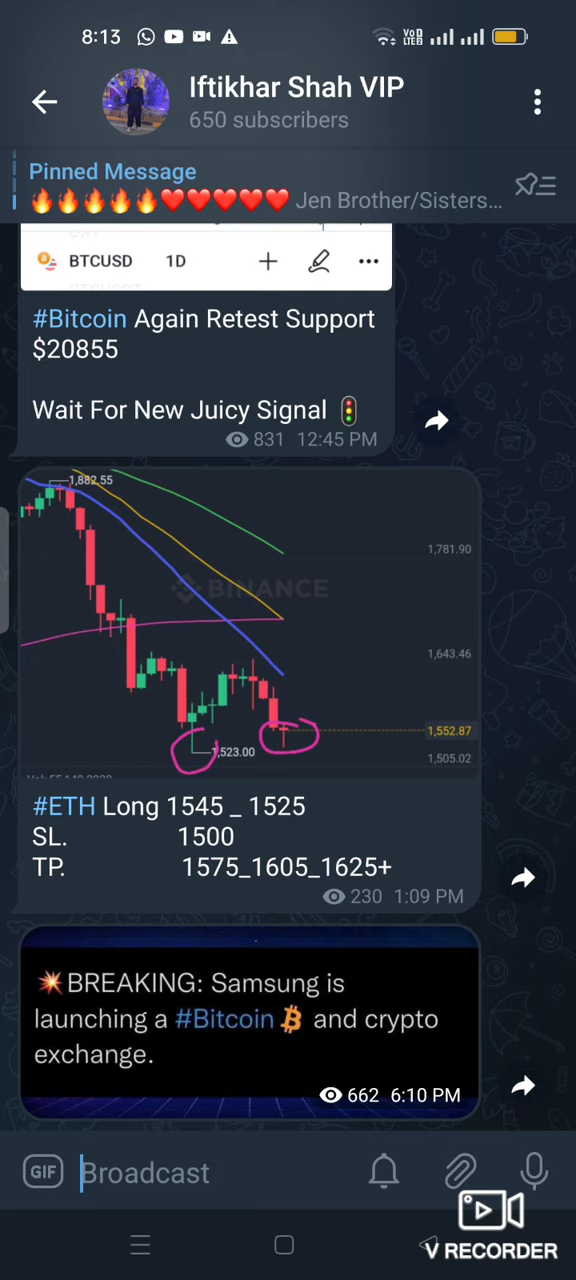 8:13
VoD LTE
Iftikhar Shah VIP
650 subscribers
Pinned Message
🔥🔥🔥🔥🔥❤️❤️❤️❤️❤️ Jen Brother/Sisters...
BTCUSD 1D
#Bitcoin Again Retest Support
$20855
Wait For New Juicy Signal 🚦
831 12:45 PM
1,882.55
1,781.90
BINANCE
1,643.46
1,552.87
1,523.00
1,505.02
#ETH Long 1545 _ 1525
SL. 1500
TP. 1575_1605_1625+
230 1:09 PM
💥BREAKING: Samsung is
launching a #Bitcoin ₿ and crypto
exchange.
662 6:10 PM
GIF Broadcast
V RECORDER